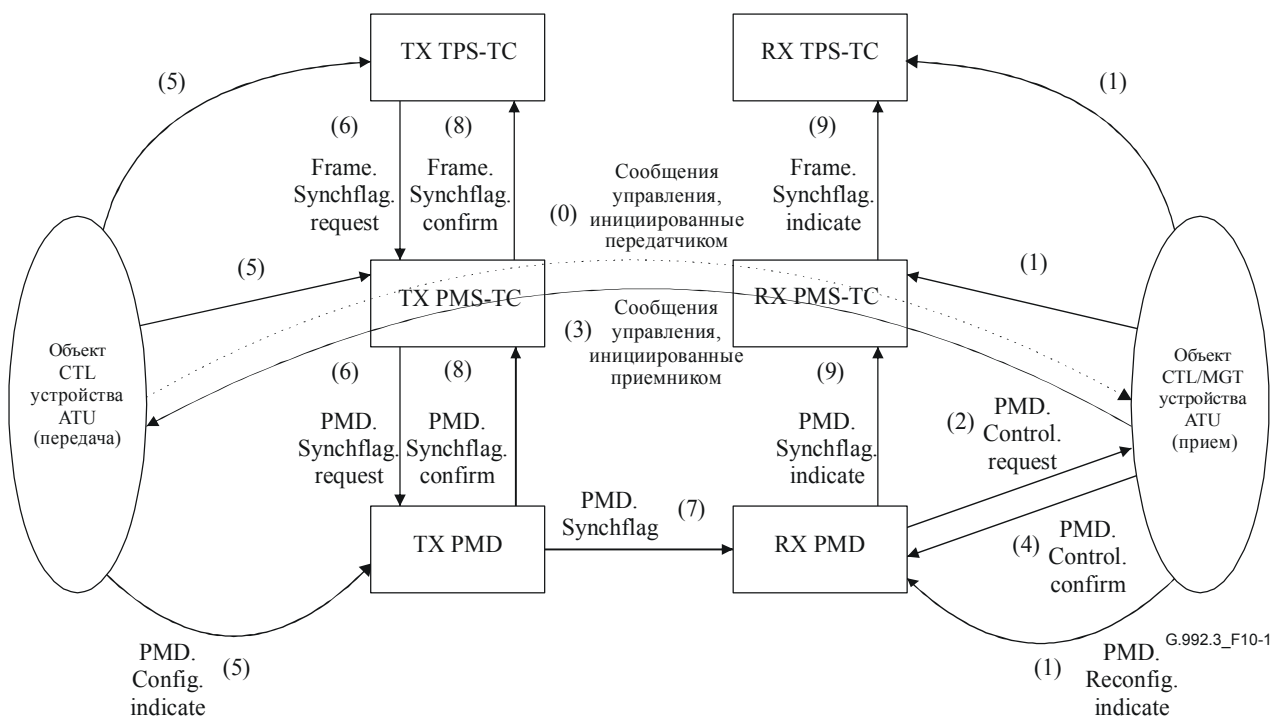 TX TPS-TC
RX TPS-TC
(5)
(1)
(6)
(8)
(9)
Frame.
Synchflag.
request
Frame.
Synchflag.
confirm
(0)
Сообщения
управления,
инициированные
передатчиком
Frame.
Synchflag.
indicate
(5)
(1)
TX PMS-TC
RX PMS-TC
(3)
Сообщения
управления,
инициированные
приемником
Объект
CTL
устройства
ATU
(передача)
Объект
CTL/MGT
устройства
ATU
(прием)
(6)
(8)
(9)
PMD.
Synchflag.
request
PMD.
Synchflag.
confirm
PMD.
Synchflag.
indicate
(2)
PMD.
Control.
request
PMD.
Synchflag
(7)
TX PMD
RX PMD
(4)
PMD.
Control.
confirm
PMD.
Config.
indicate
(5)
(1)
PMD.
Reconfig.
indicate
G.992.3_F10-1